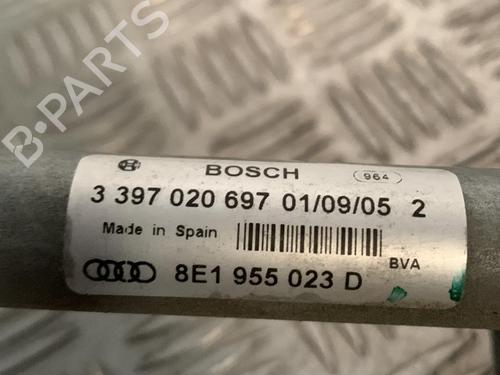 B-PARTS
BOSCH 964
3 397 020 697 01/09/05 2
Made in Spain
BVA
8E1 955 023 D